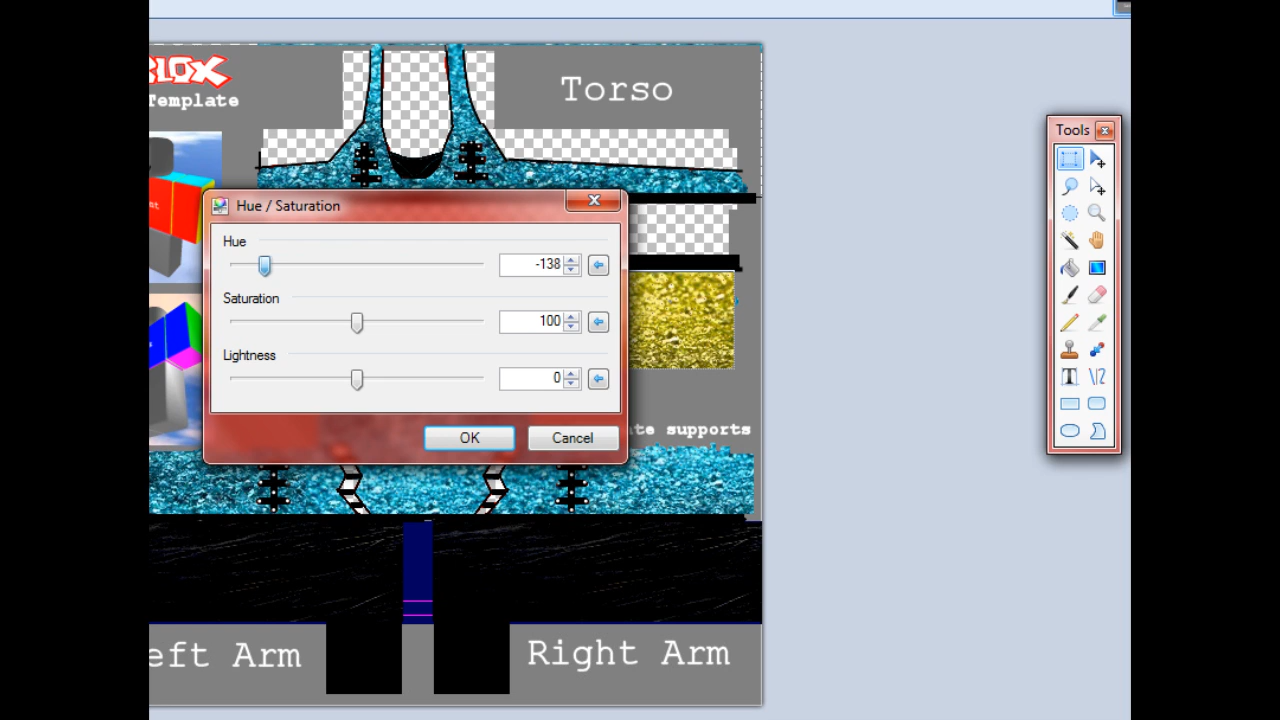 BLOX
Template
Torso
Tools
Hue / Saturation
Hue
-138
Saturation
100
Lightness
0
OK
Cancel
te supports
eft Arm
Right Arm